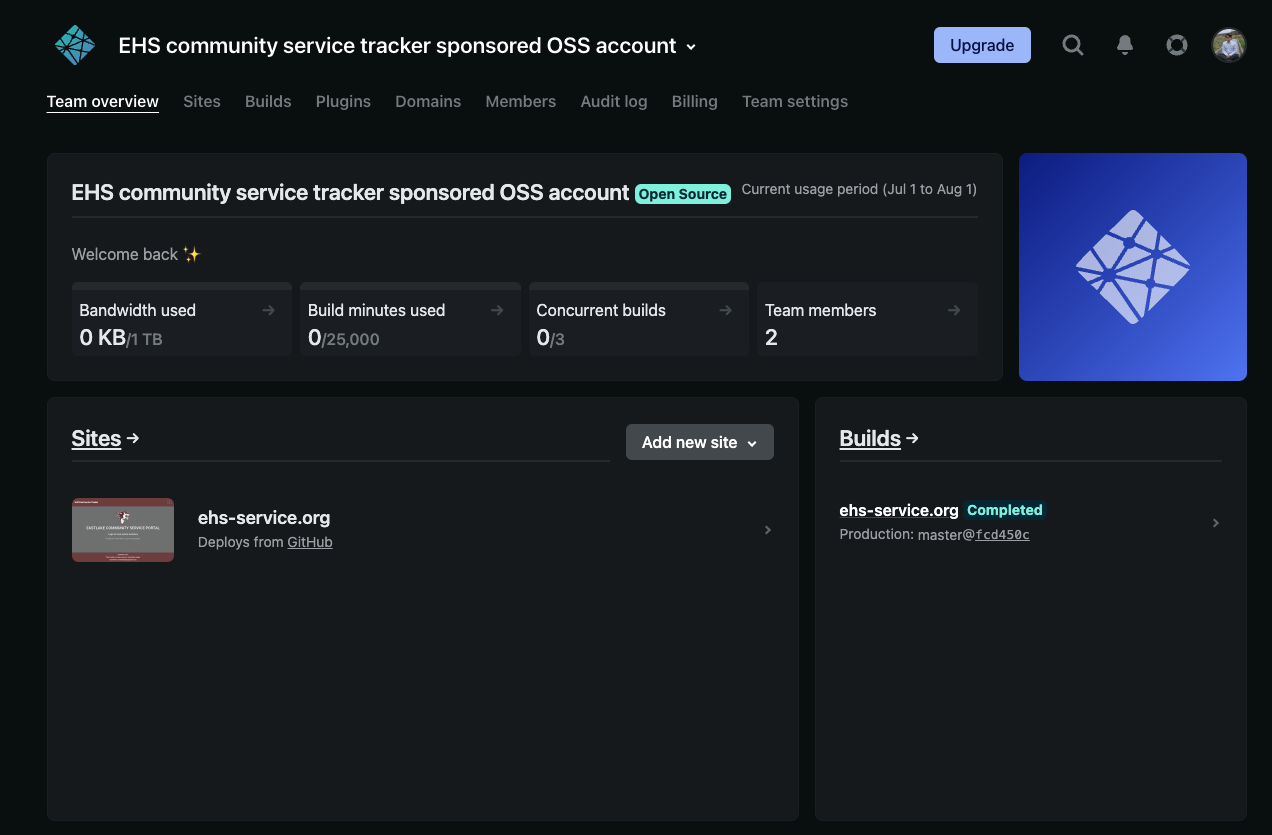 EHS community service tracker sponsored OSS account
Upgrade
Team overview Sites Builds Plugins Domains Members Audit log Billing Team settings
EHS community service tracker sponsored OSS account Open Source Current usage period (Jul 1 to Aug 1)
Welcome back ✨
Bandwidth used → Build minutes used → Concurrent builds → Team members →
0 KB/1 TB 0/25,000 0/3 2
Sites →
Add new site
EASTLAKE COMMUNITY SERVICE PORTAL
ehs-service.org
Deploys from GitHub
Builds →
ehs-service.org Completed
Production: master@fcd450c